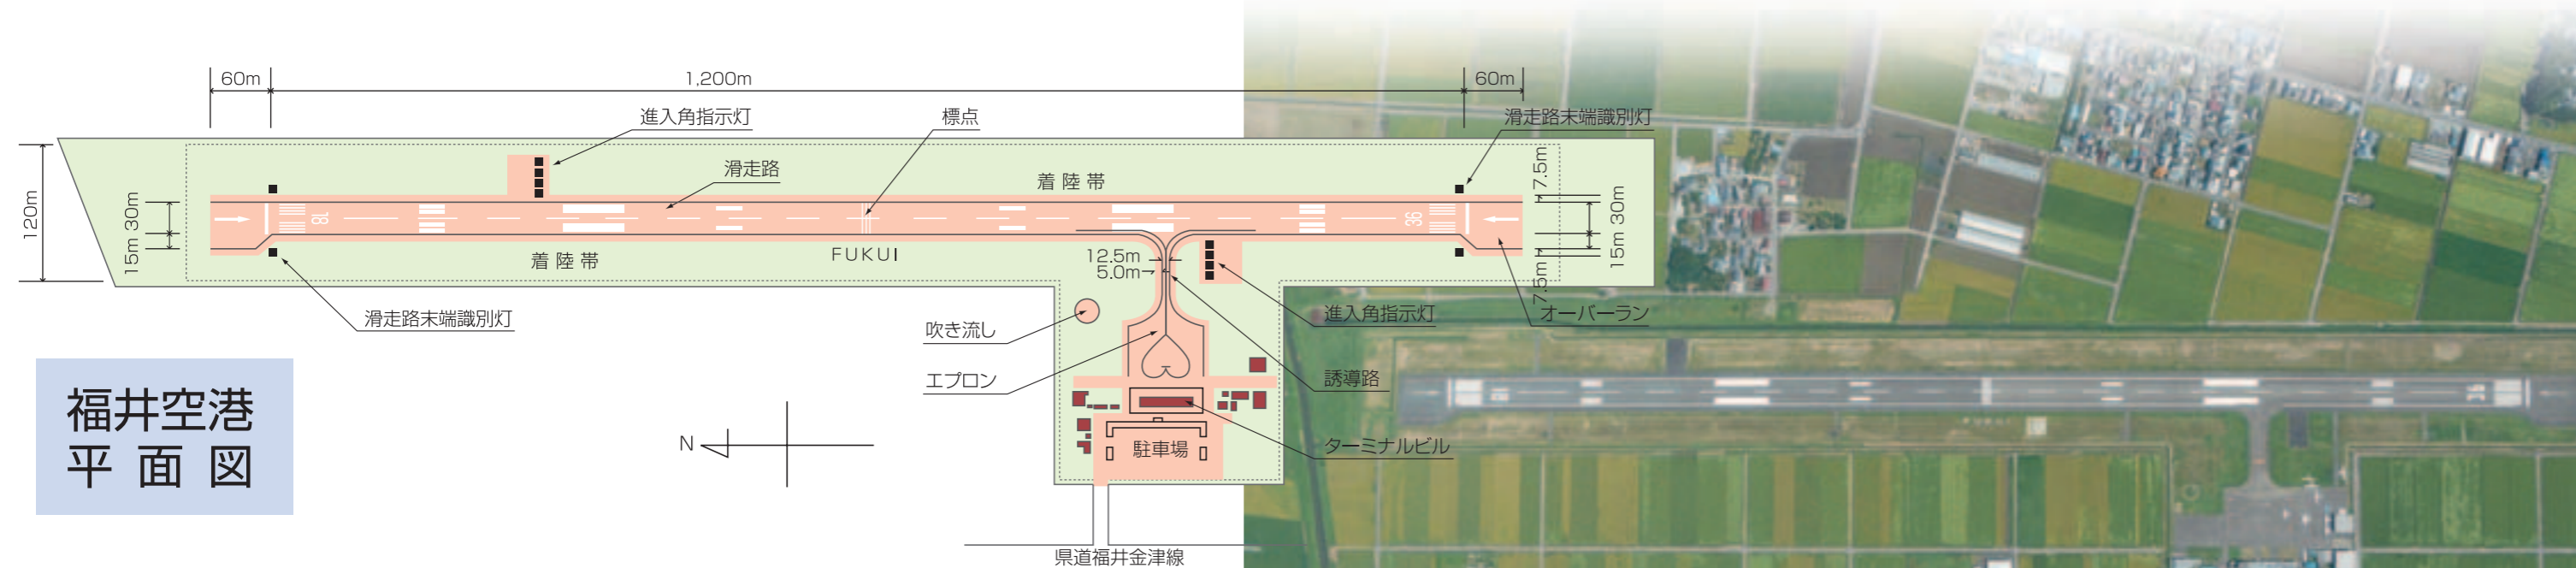 60m
1,200m
60m
進入角指示灯
標点
滑走路末端識別灯
滑走路
着陸帯
7.5m
120m
30m
15m
18
36
30m
15m
着陸帯
FUKUI
12.5m
5.0m
7.5m
滑走路末端識別灯
吹き流し
進入角指示灯
オーバーラン
エプロン
誘導路
福井空港
平面図
N
ターミナルビル
駐車場
県道福井金津線